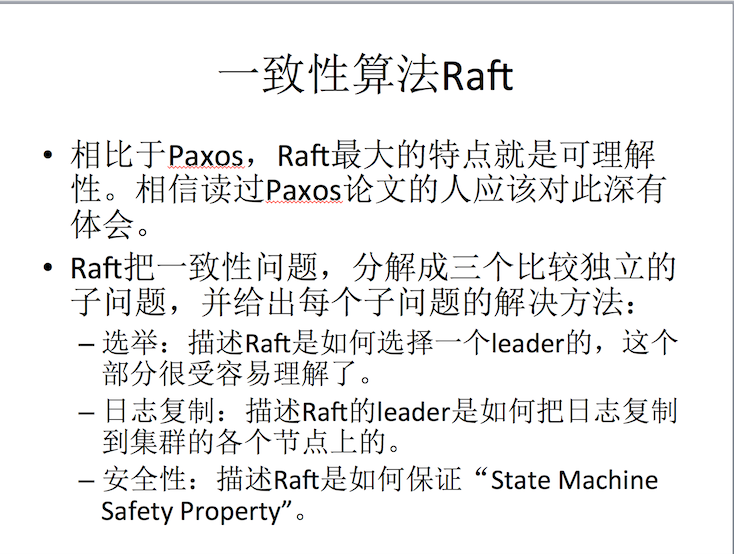 一致性算法Raft
• 相比于Paxos，Raft最大的特点就是可理解
性。相信读过Paxos论文的人应该对此深有
体会。
• Raft把一致性问题，分解成三个比较独立的
子问题，并给出每个子问题的解决方法：
– 选举：描述Raft是如何选择一个leader的，这个
部分很受容易理解了。
– 日志复制：描述Raft的leader是如何把日志复制
到集群的各个节点上的。
– 安全性：描述Raft是如何保证“State Machine
Safety Property”。